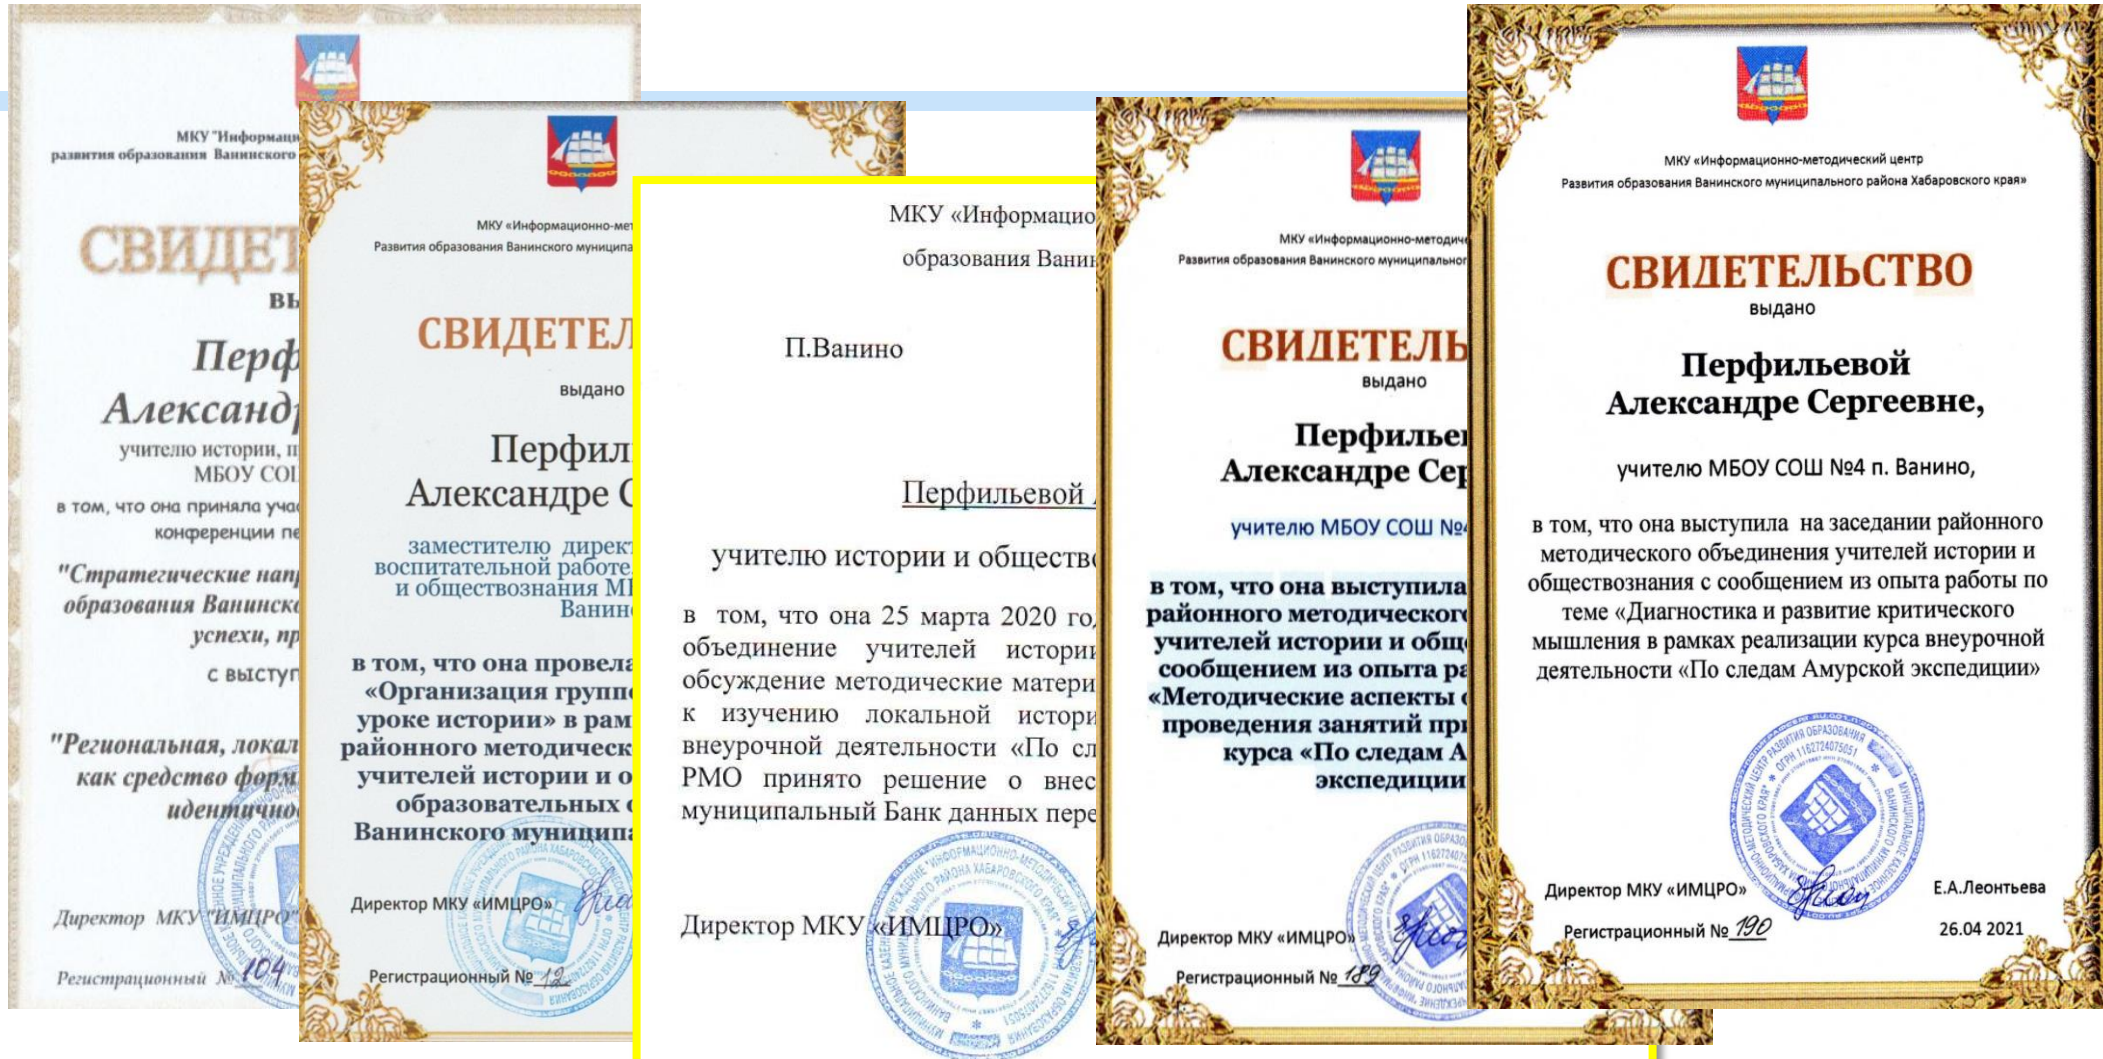 МКУ "Информаци
развития образования Ванинского
СВИДЕТ
вы
Перф
Александ
учителю истории, п
МБОУ СОШ
в том, что она приняла учас
конференции пе
"Стратегические нап
образования Ванинск
успехи, пр
с выступ
"Региональная, локал
как средство форм
идентично
Директор МКУ "ИМЦРО"
Регистрационный № 104
МКУ «Информационно-мет
Развития образования Ванинского муниципа
СВИДЕТЕЛ
выдано
Перфил
Александре С
заместителю дирек
воспитательной работе
и обществознания МБ
Ванино
в том, что она провела
«Организация группо
уроке истории» в рам
районного методическ
учителей истории и о
образовательных
Ванинского муниципа
Директор МКУ «ИМЦРО»
Регистрационный № 12
МКУ «Информацио
образования Ванин
П.Ванино
Перфильевой
учителю истории и обществ
в том, что она 25 марта 2020 го
объединение учителей истории
обсуждение методические матери
к изучению локальной истори
внеурочной деятельности «По сл
РМО принято решение о внес
муниципальный Банк данных пере
Директор МКУ «ИМЦРО»
МКУ «Информационно-методиче
Развития образования Ванинского муниципальног
СВИДЕТЕЛЬ
выдано
Перфилье
Александре Сер
учителю МБОУ СОШ №4
в том, что она выступила
районного методического
учителей истории и общ
сообщением из опыта ра
«Методические аспекты
проведения занятий пр
курса «По следам А
экспедиции
Директор МКУ «ИМЦРО»
Регистрационный № 189
МКУ «Информационно-методический центр
Развития образования Ванинского муниципального района Хабаровского края»
СВИДЕТЕЛЬСТВО
выдано
Перфильевой
Александре Сергеевне,
учителю МБОУ СОШ №4 п. Ванино,
в том, что она выступила на заседании районного
методического объединения учителей истории и
обществознания с сообщением из опыта работы по
теме «Диагностика и развитие критического
мышления в рамках реализации курса внеурочной
деятельности «По следам Амурской экспедиции»
Директор МКУ «ИМЦРО» Е.А.Леонтьева
Регистрационный № 190 26.04 2021